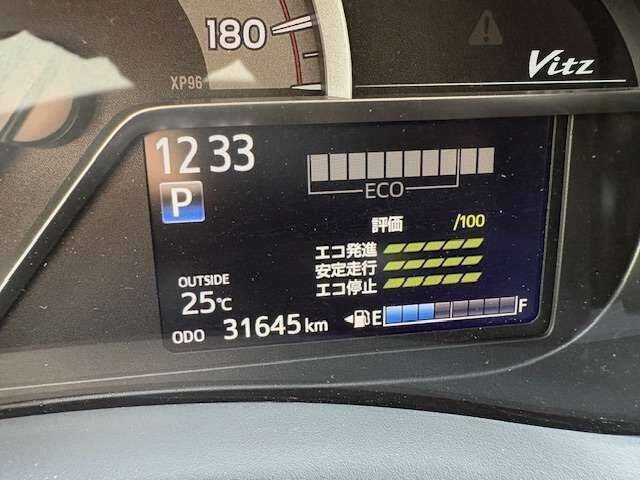 180
XP96
Vitz
12 33
P
ECO
評価 /100
エコ発進
安定走行
エコ停止
OUTSIDE
25℃
ODO 31645 km
E F